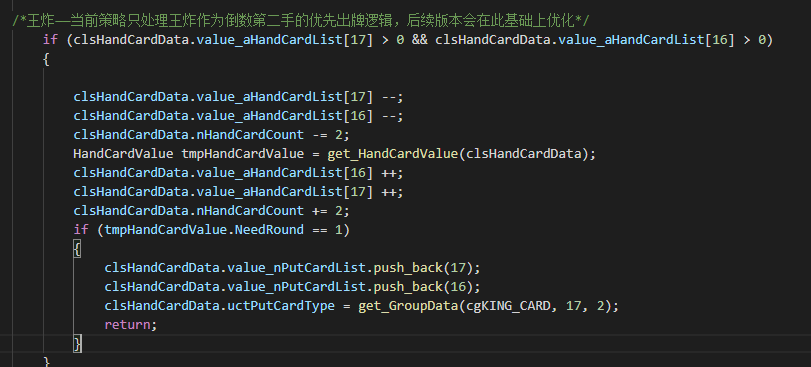 /*王炸——当前策略只处理王炸作为倒数第二手的优先出牌逻辑，后续版本会在此基础上优化*/
if (clsHandCardData.value_aHandCardList[17] > 0 && clsHandCardData.value_aHandCardList[16] > 0)
{
clsHandCardData.value_aHandCardList[17] --;
clsHandCardData.value_aHandCardList[16] --;
clsHandCardData.nHandCardCount -= 2;
HandCardValue tmpHandCardValue = get_HandCardValue(clsHandCardData);
clsHandCardData.value_aHandCardList[16] ++;
clsHandCardData.value_aHandCardList[17] ++;
clsHandCardData.nHandCardCount += 2;
if (tmpHandCardValue.NeedRound == 1)
{
clsHandCardData.value_nPutCardList.push_back(17);
clsHandCardData.value_nPutCardList.push_back(16);
clsHandCardData.uctPutCardType = get_GroupData(cgKING_CARD, 17, 2);
return;
}
}